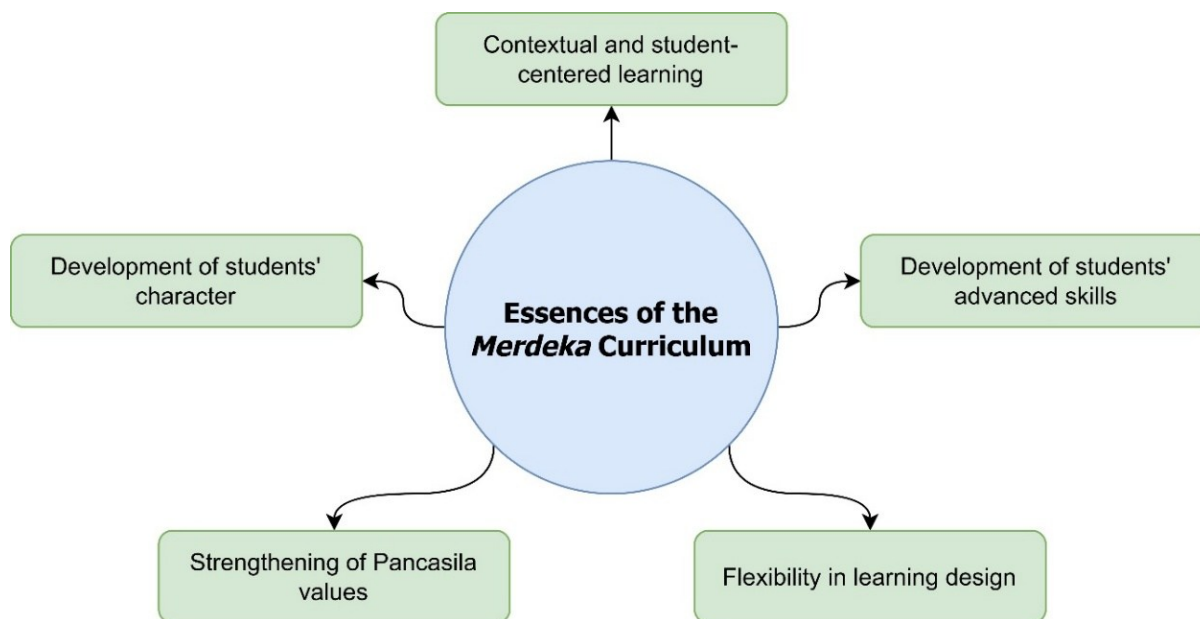 Contextual and student-
centered learning
Development of students'
character
Essences of the
Merdeka Curriculum
Development of students'
advanced skills
Strengthening of Pancasila
values
Flexibility in learning design